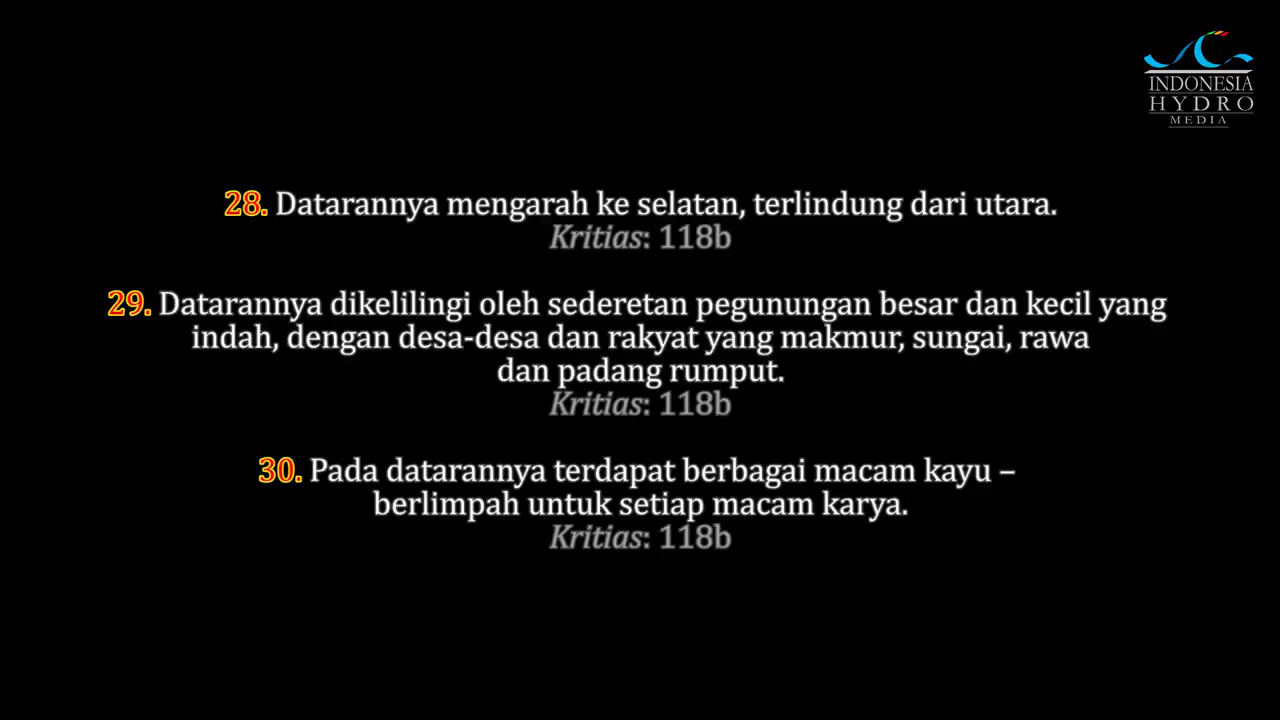 INDONESIA
HYDRO
MEDIA
28. Datarannya mengarah ke selatan, terlindung dari utara.
Kritias: 118b
29. Datarannya dikelilingi oleh sederetan pegunungan besar dan kecil yang
indah, dengan desa-desa dan rakyat yang makmur, sungai, rawa
dan padang rumput.
Kritias: 118b
30. Pada datarannya terdapat berbagai macam kayu –
berlimpah untuk setiap macam karya.
Kritias: 118b